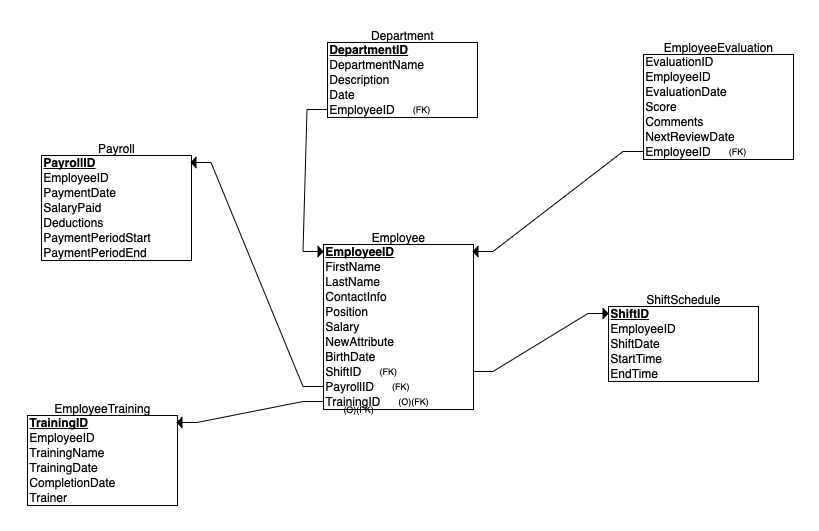 Department
DepartmentID
DepartmentName
Description
Date
EmployeeID (FK)
EmployeeEvaluation
EvaluationID
EmployeeID
EvaluationDate
Score
Comments
NextReviewDate
EmployeeID (FK)
Payroll
PayrollID
EmployeeID
PaymentDate
SalaryPaid
Deductions
PaymentPeriodStart
PaymentPeriodEnd
Employee
EmployeeID
FirstName
LastName
ContactInfo
Position
Salary
NewAttribute
BirthDate
ShiftID (FK)
PayrollID (FK)
TrainingID (O)(FK)
(O)(FK)
ShiftSchedule
ShiftID
EmployeeID
ShiftDate
StartTime
EndTime
EmployeeTraining
TrainingID
EmployeeID
TrainingName
TrainingDate
CompletionDate
Trainer